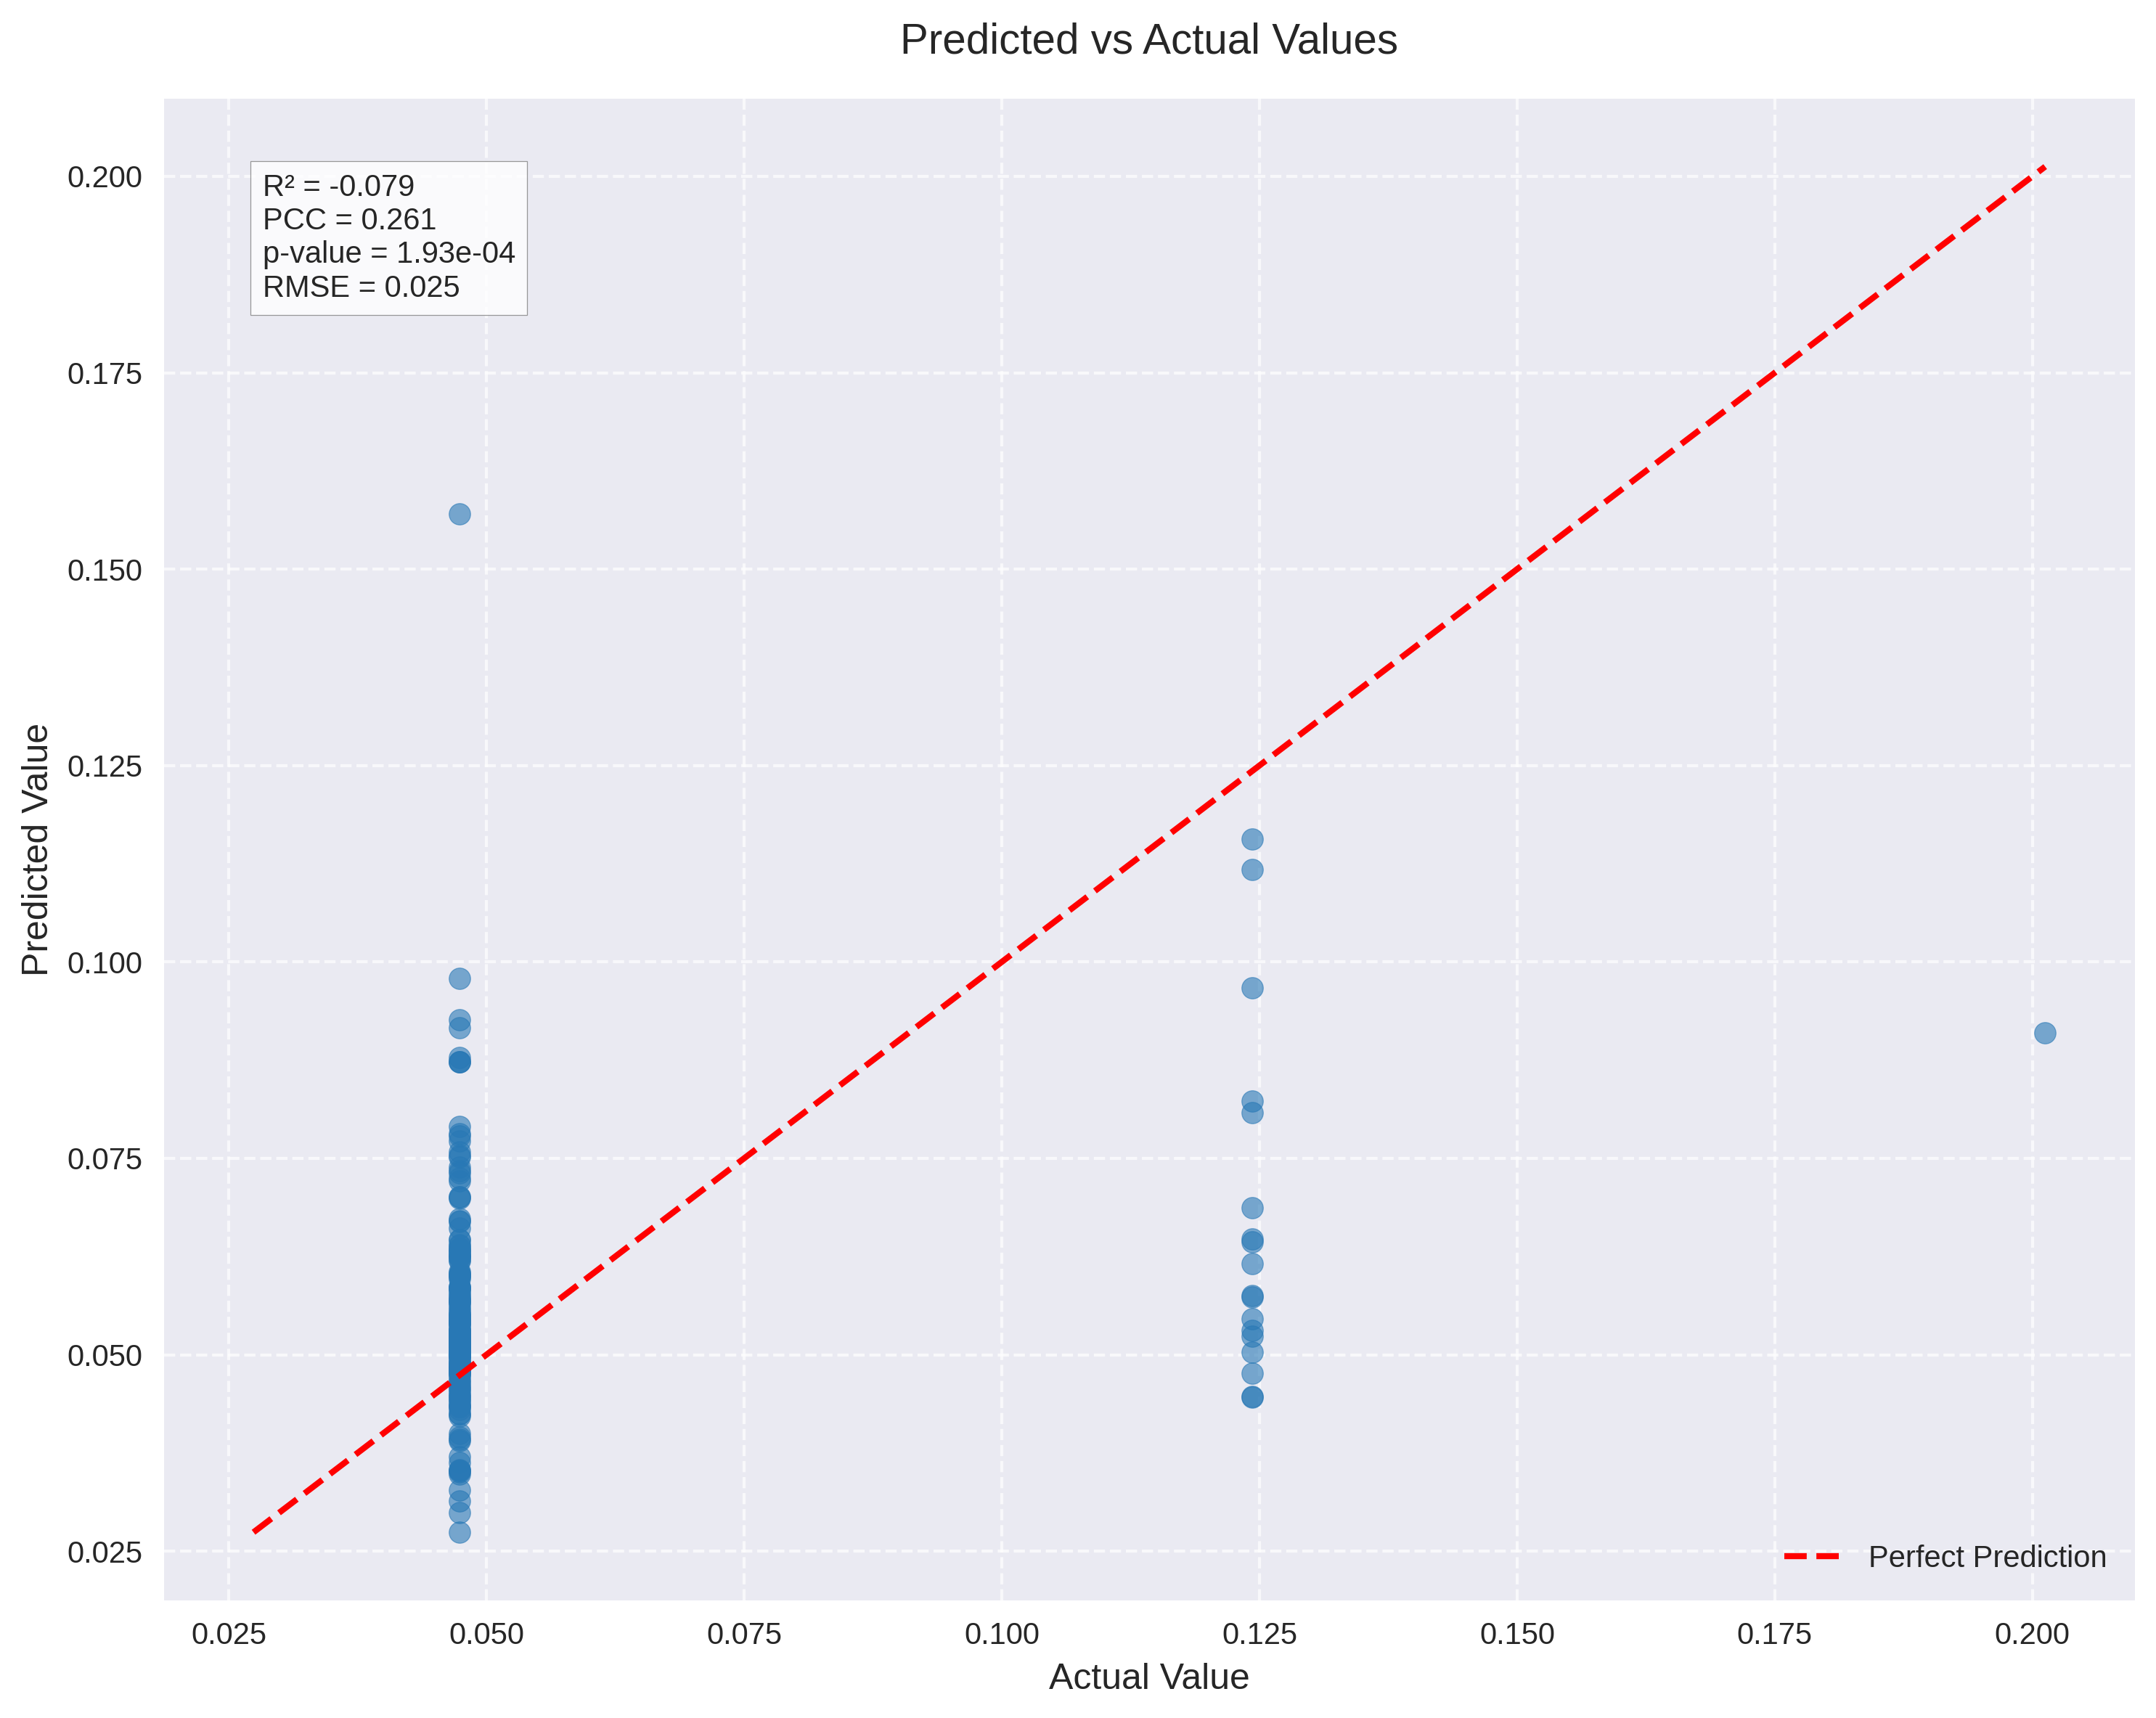 Predicted vs Actual Values
R² = -0.079
PCC = 0.261
p-value = 1.93e-04
RMSE = 0.025
Predicted Value
0.200
0.175
0.150
0.125
0.100
0.075
0.050
0.025
Perfect Prediction
0.025 0.050 0.075 0.100 0.125 0.150 0.175 0.200
Actual Value